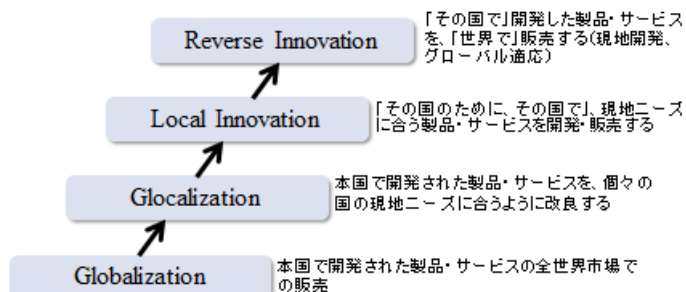 Reverse Innovation
「その国で」開発した製品・サービス
を、「世界で」販売する(現地開発、
グローバル適応)
Local Innovation
「その国のために、その国で」、現地ニーズ
に合う製品・サービスを開発・販売する
Glocalization
本国で開発された製品・サービスを、個々の
国の現地ニーズに合うように改良する
Globalization
本国で開発された製品・サービスの全世界市場で
の販売